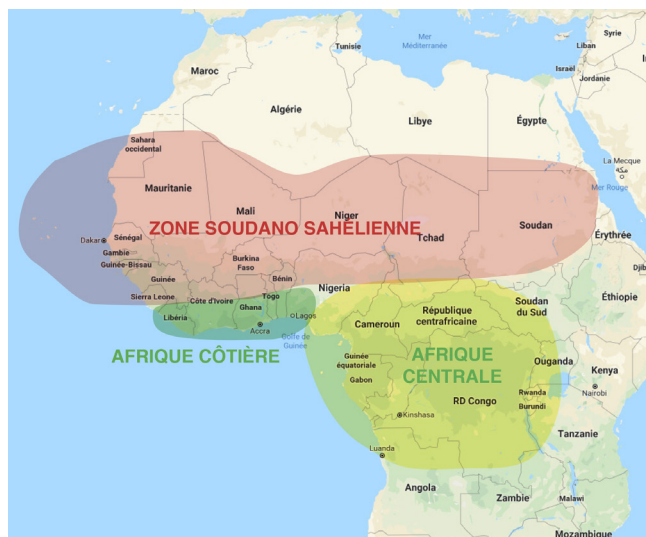 Mer
Méditerranée
Tunisie
Syrie
Liban
Israël
Jordanie
Maroc
Algérie
Libye
Égypte
Sahara
occidental
La Mecque
مكة
Mer Rouge
Mauritanie
Mali
Niger
Tchad
Soudan
ZONE SOUDANO SAHÉLIENNE
Érythrée
Dakar
Sénégal
Gambie
Guinée-Bissau
Guinée
Burkina
Faso
Bénin
Djib
Sierra Leone
Côte d'Ivoire
Togo
Ghana
Nigeria
Libéria
Accra
Lagos
Golfe de
Guinée
Cameroun
République
centrafricaine
Soudan
du Sud
Éthiopie
AFRIQUE CÔTIÈRE
AFRIQUE
CENTRALE
Guinée
équatoriale
Gabon
Ouganda
Kenya
Nairobi
RD Congo
Rwanda
Burundi
Kinshasa
Tanzanie
Luanda
Angola
Zambie
Malawi
Mozambique